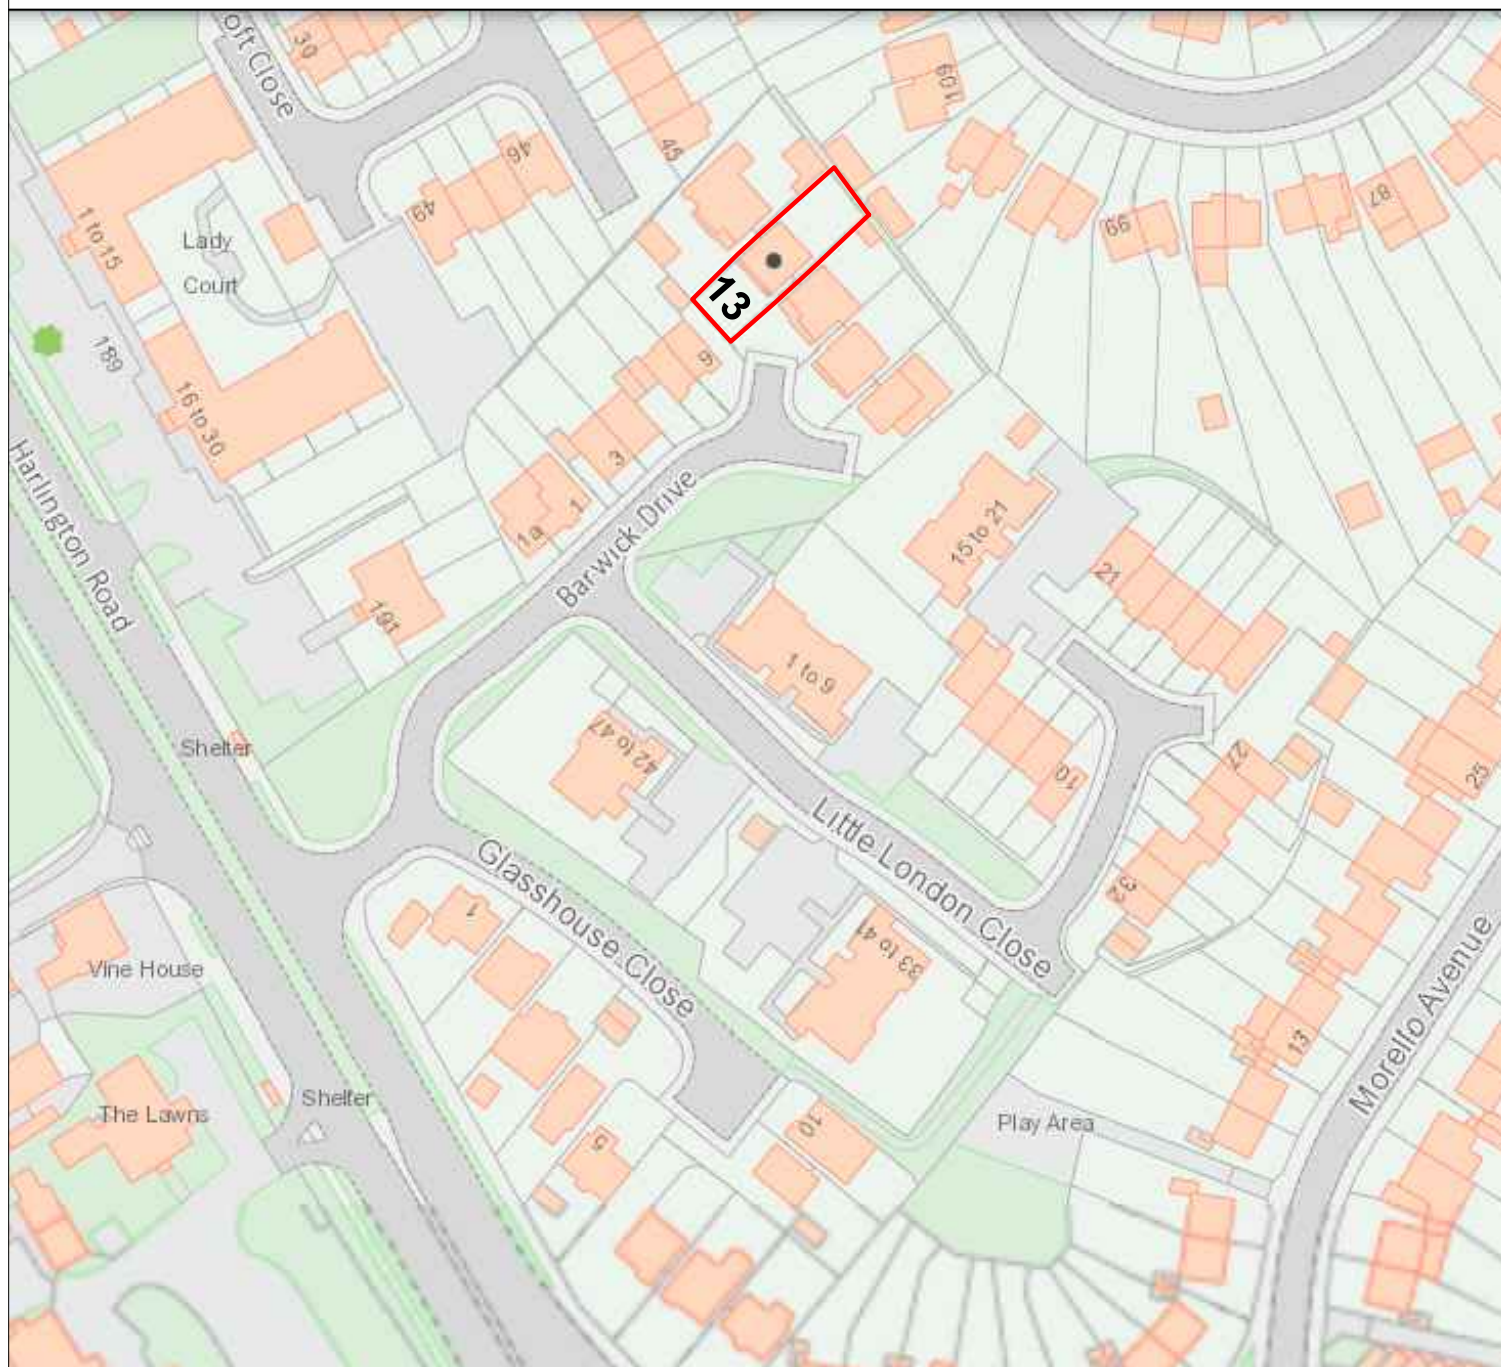 oft Close
30
109
45
46
49
87
99
1 to 15
Lady
Court
13
189
16 to 30
9
3
1
1a
Harlington Road
Barwick Drive
15 to 21
21
191
1 to 9
Shelter
42 to 47
10
27
25
Little London Close
32
Glasshouse Close
1
33 to 41
Vine House
Morello Avenue
13
Shelter
The Lawns
Play Area
10
5